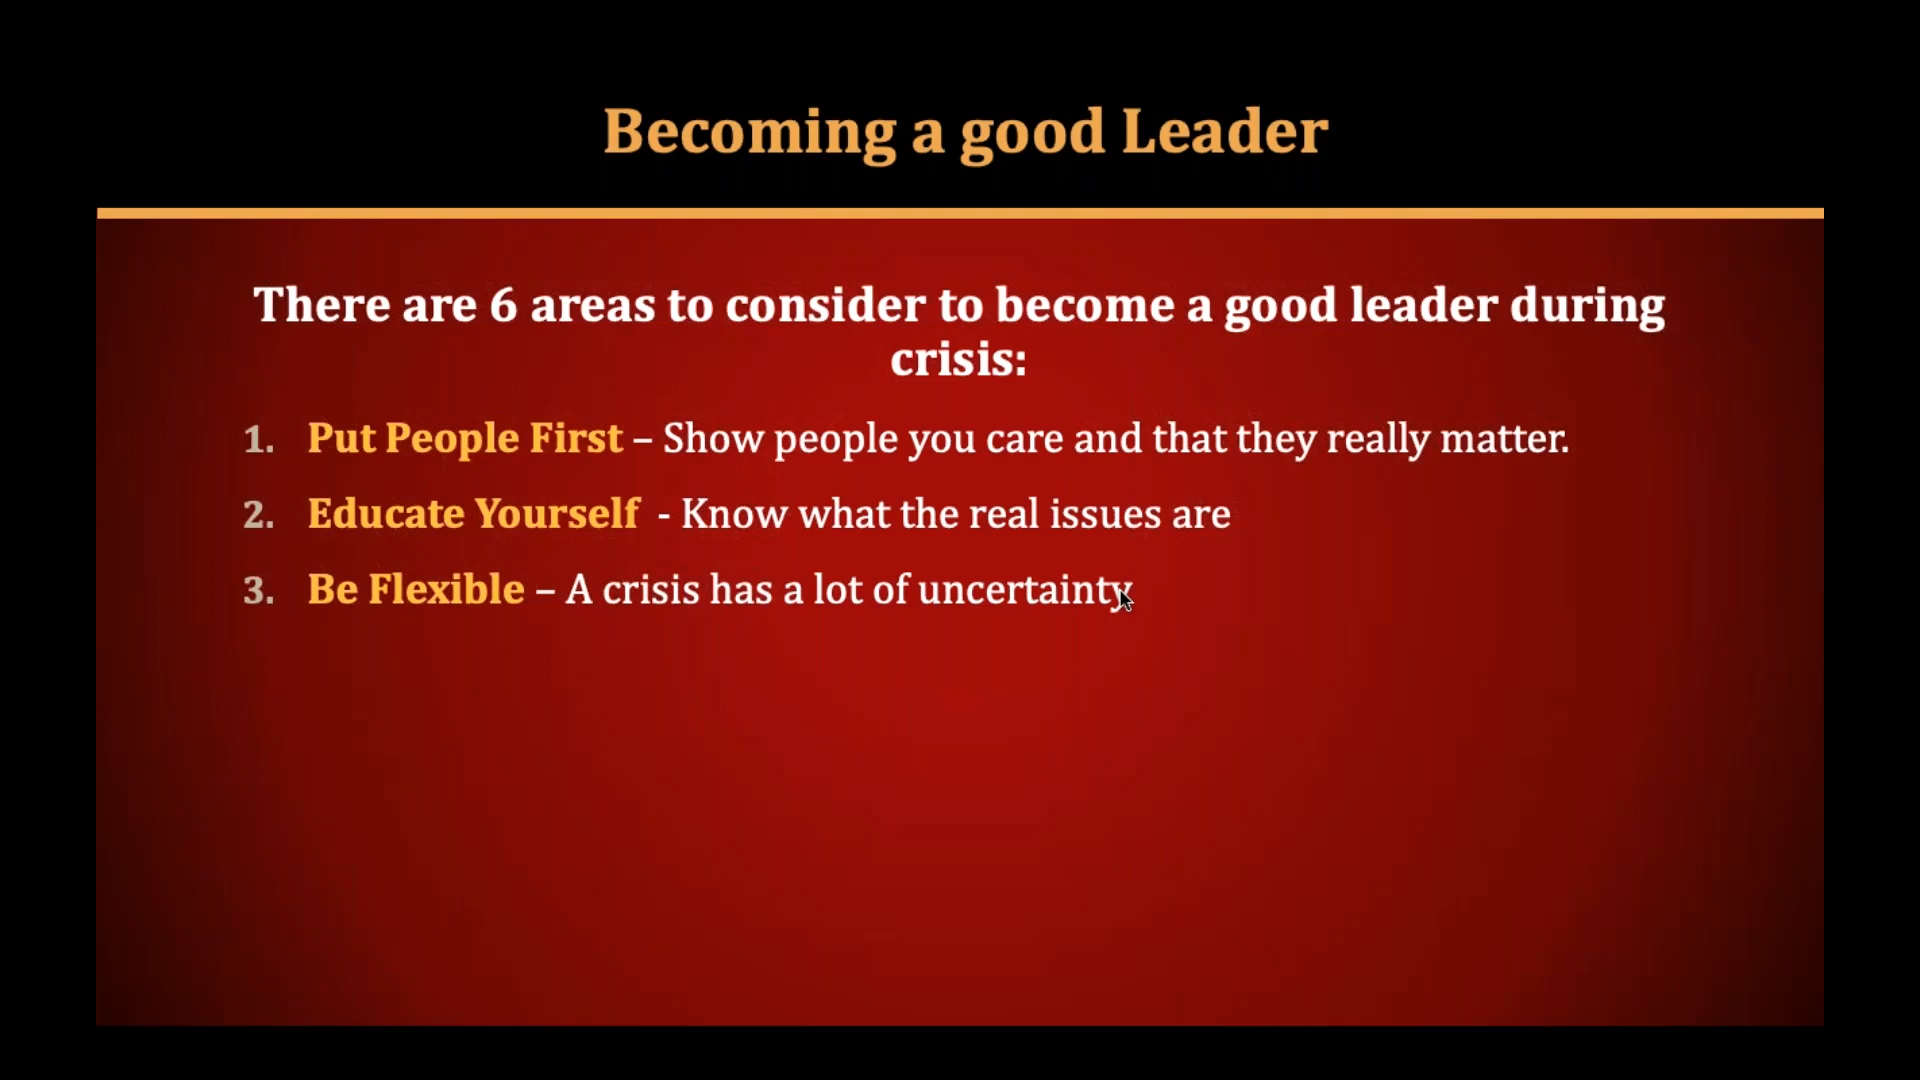 Becoming a good Leader
There are 6 areas to consider to become a good leader during
crisis:
1. Put People First – Show people you care and that they really matter.
2. Educate Yourself - Know what the real issues are
3. Be Flexible – A crisis has a lot of uncertainty